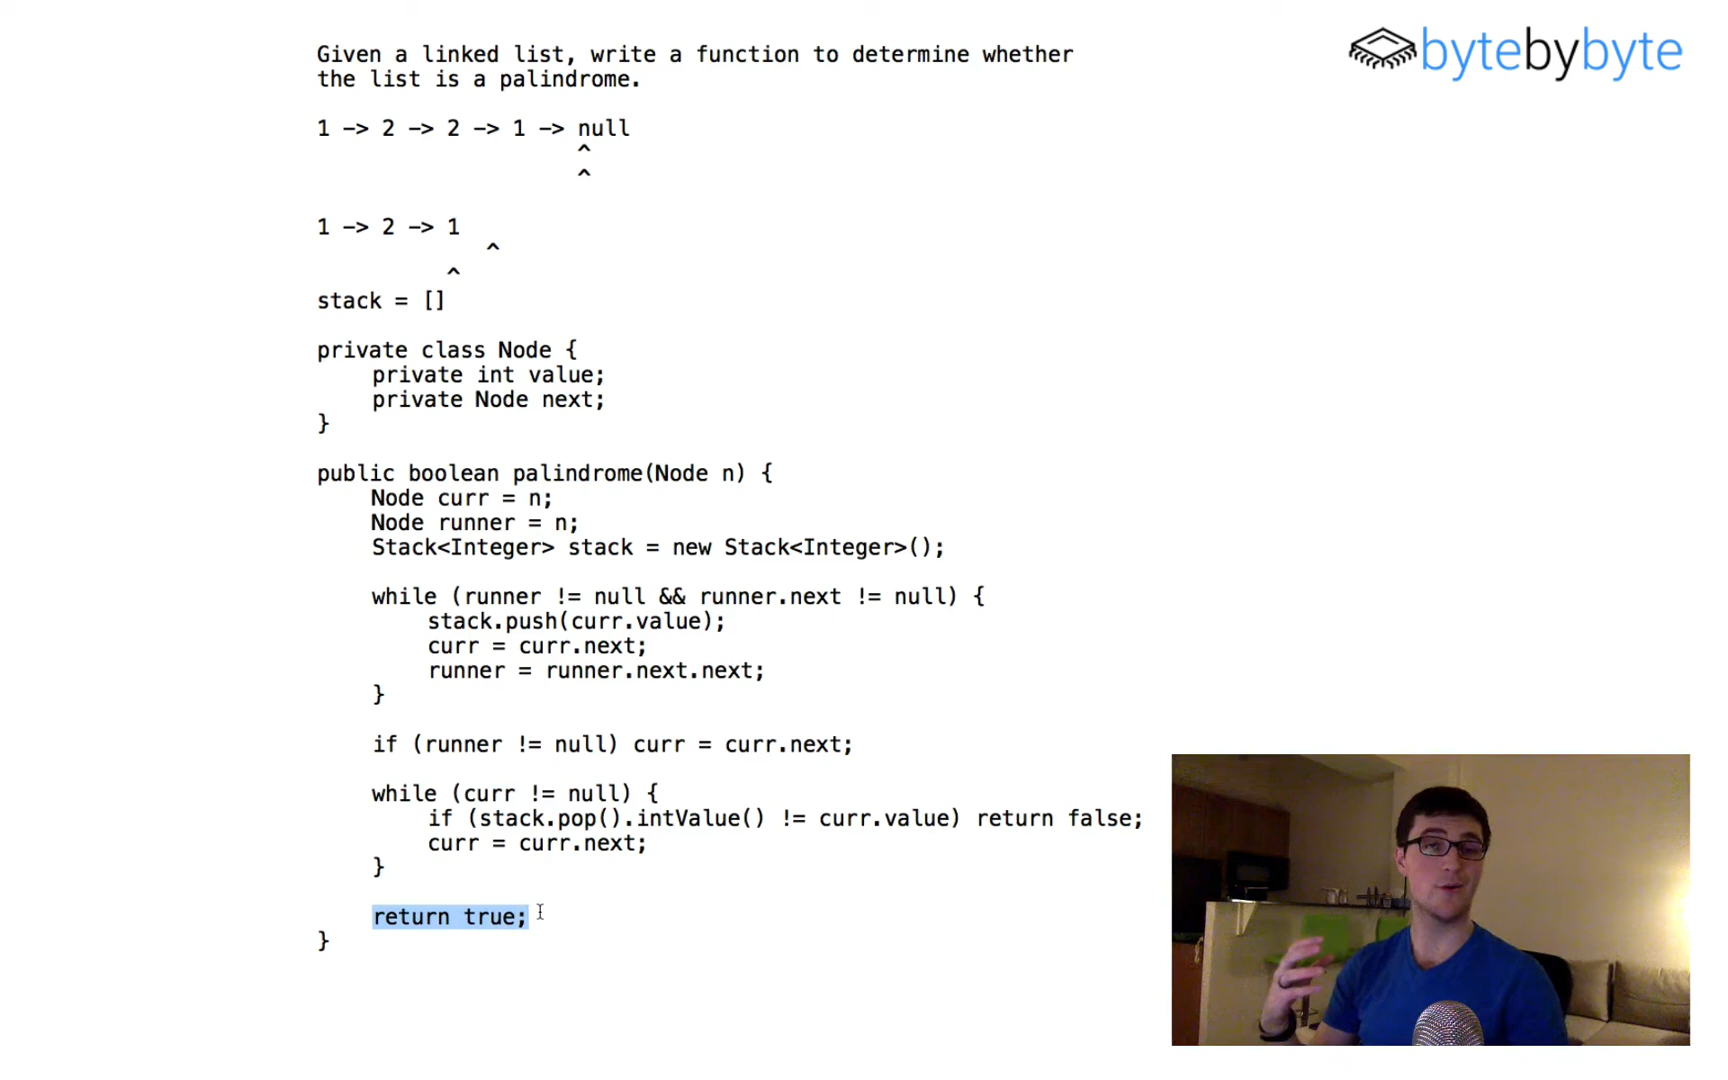 bytebybyte
Given a linked list, write a function to determine whether
the list is a palindrome.
1 -> 2 -> 2 -> 1 -> null
^
^
1 -> 2 -> 1
^
^
stack = []
private class Node {
private int value;
private Node next;
}
public boolean palindrome(Node n) {
Node curr = n;
Node runner = n;
Stack<Integer> stack = new Stack<Integer>();
while (runner != null && runner.next != null) {
stack.push(curr.value);
curr = curr.next;
runner = runner.next.next;
}
if (runner != null) curr = curr.next;
while (curr != null) {
if (stack.pop().intValue() != curr.value) return false;
curr = curr.next;
}
return true;
}